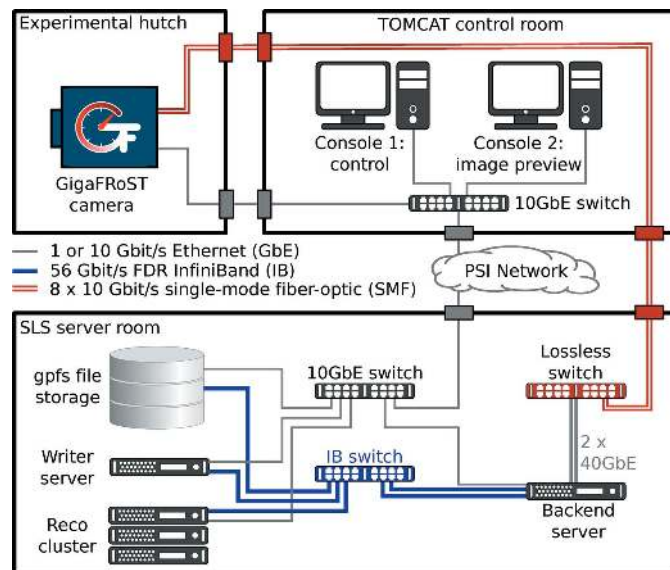 Experimental hutch
TOMCAT control room
GF
GigaFRoST
camera
Console 1:
control
Console 2:
image preview
10GbE switch
1 or 10 Gbit/s Ethernet (GbE)
56 Gbit/s FDR InfiniBand (IB)
8 x 10 Gbit/s single-mode fiber-optic (SMF)
PSI Network
SLS server room
gpfs file
storage
10GbE switch
Lossless
switch
Writer
server
IB switch
2 x
40GbE
Reco
cluster
Backend
server